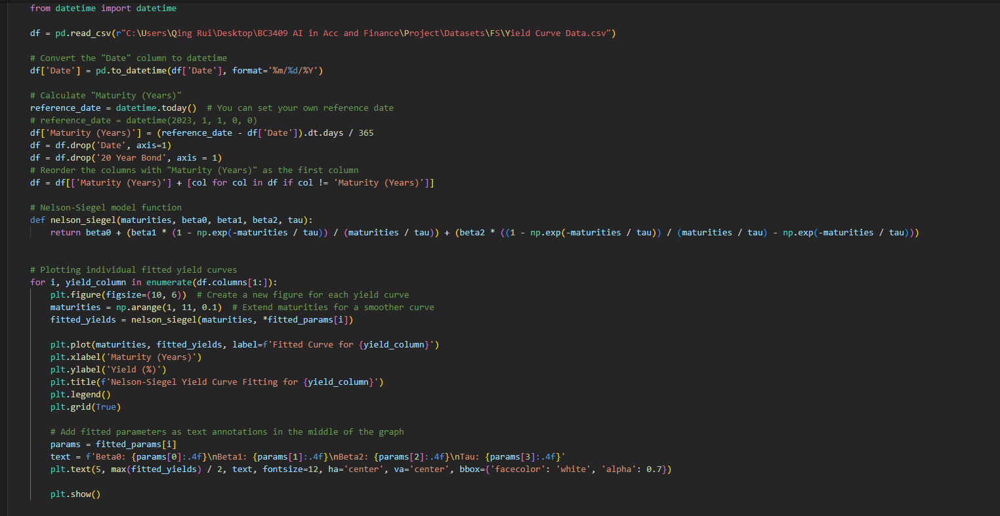 from datetime import datetime
df = pd.read_csv(r"C:\Users\Qing Rui\Desktop\BC3409 AI in Acc and Finance\Project\Datasets\FS\Yield Curve Data.csv")
# Convert the "Date" column to datetime
df['Date'] = pd.to_datetime(df['Date'], format='%m/%d/%Y')
# Calculate "Maturity (Years)"
reference_date = datetime.today()  # You can set your own reference date
# reference_date = datetime(2023, 1, 1, 0, 0)
df['Maturity (Years)'] = (reference_date - df['Date']).dt.days / 365
df = df.drop('Date', axis=1)
df = df.drop('20 Year Bond', axis = 1)
# Reorder the columns with "Maturity (Years)" as the first column
df = df[['Maturity (Years)'] + [col for col in df if col != 'Maturity (Years)']]
# Nelson-Siegel model function
def nelson_siegel(maturities, beta0, beta1, beta2, tau):
    return beta0 + (beta1 * (1 - np.exp(-maturities / tau)) / (maturities / tau)) + (beta2 * ((1 - np.exp(-maturities / tau)) / (maturities / tau) - np.exp(-maturities / tau)))
# Plotting individual fitted yield curves
for i, yield_column in enumerate(df.columns[1:]):
    plt.figure(figsize=(10, 6))  # Create a new figure for each yield curve
    maturities = np.arange(1, 11, 0.1)  # Extend maturities for a smoother curve
    fitted_yields = nelson_siegel(maturities, *fitted_params[i])
    plt.plot(maturities, fitted_yields, label=f'Fitted Curve for {yield_column}')
    plt.xlabel('Maturity (Years)')
    plt.ylabel('Yield (%)')
    plt.title(f'Nelson-Siegel Yield Curve Fitting for {yield_column}')
    plt.legend()
    plt.grid(True)
    # Add fitted parameters as text annotations in the middle of the graph
    params = fitted_params[i]
    text = f'Beta0: {params[0]:.4f}\nBeta1: {params[1]:.4f}\nBeta2: {params[2]:.4f}\nTau: {params[3]:.4f}'
    plt.text(5, max(fitted_yields) / 2, text, fontsize=12, ha='center', va='center', bbox={'facecolor': 'white', 'alpha': 0.7})
    plt.show()